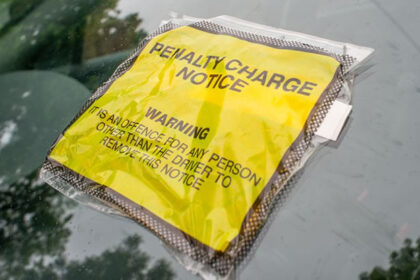 PENALTY CHARGE
NOTICE
WARNING
IT IS AN OFFENCE FOR ANY PERSON
OTHER THAN THE DRIVER TO
REMOVE THIS NOTICE